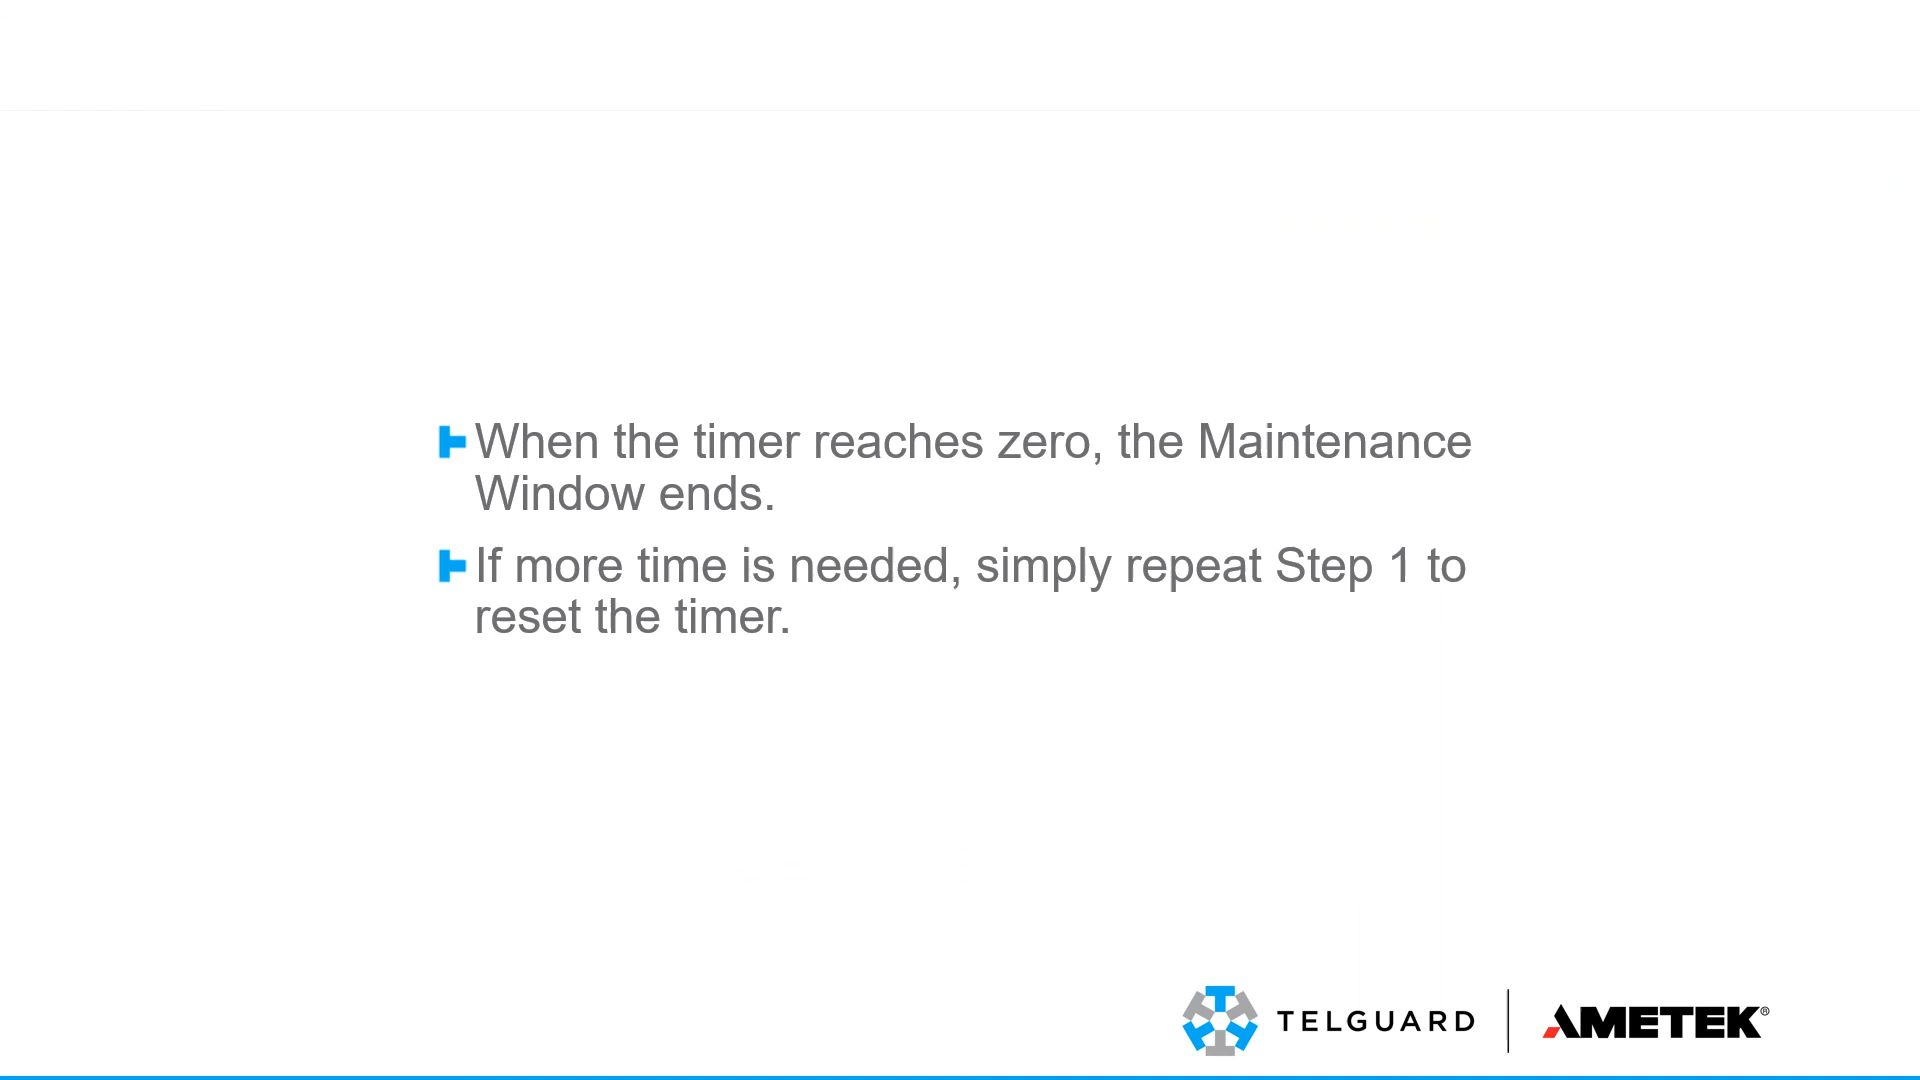 When the timer reaches zero, the Maintenance
Window ends.
If more time is needed, simply repeat Step 1 to
reset the timer.
TELGUARD
AMETEK®